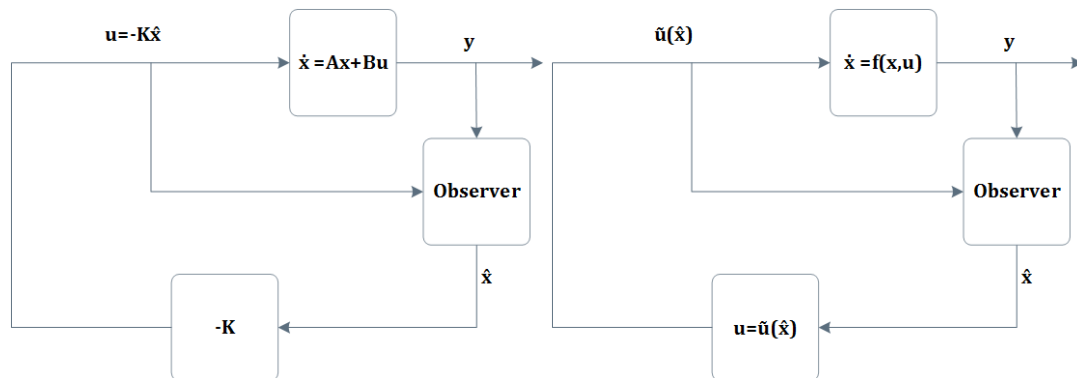 u=-Kx̂
ẋ =Ax+Bu
y
Observer
x̂
-K
ũ(x̂)
ẋ =f(x,u)
y
Observer
x̂
u=ũ(x̂)